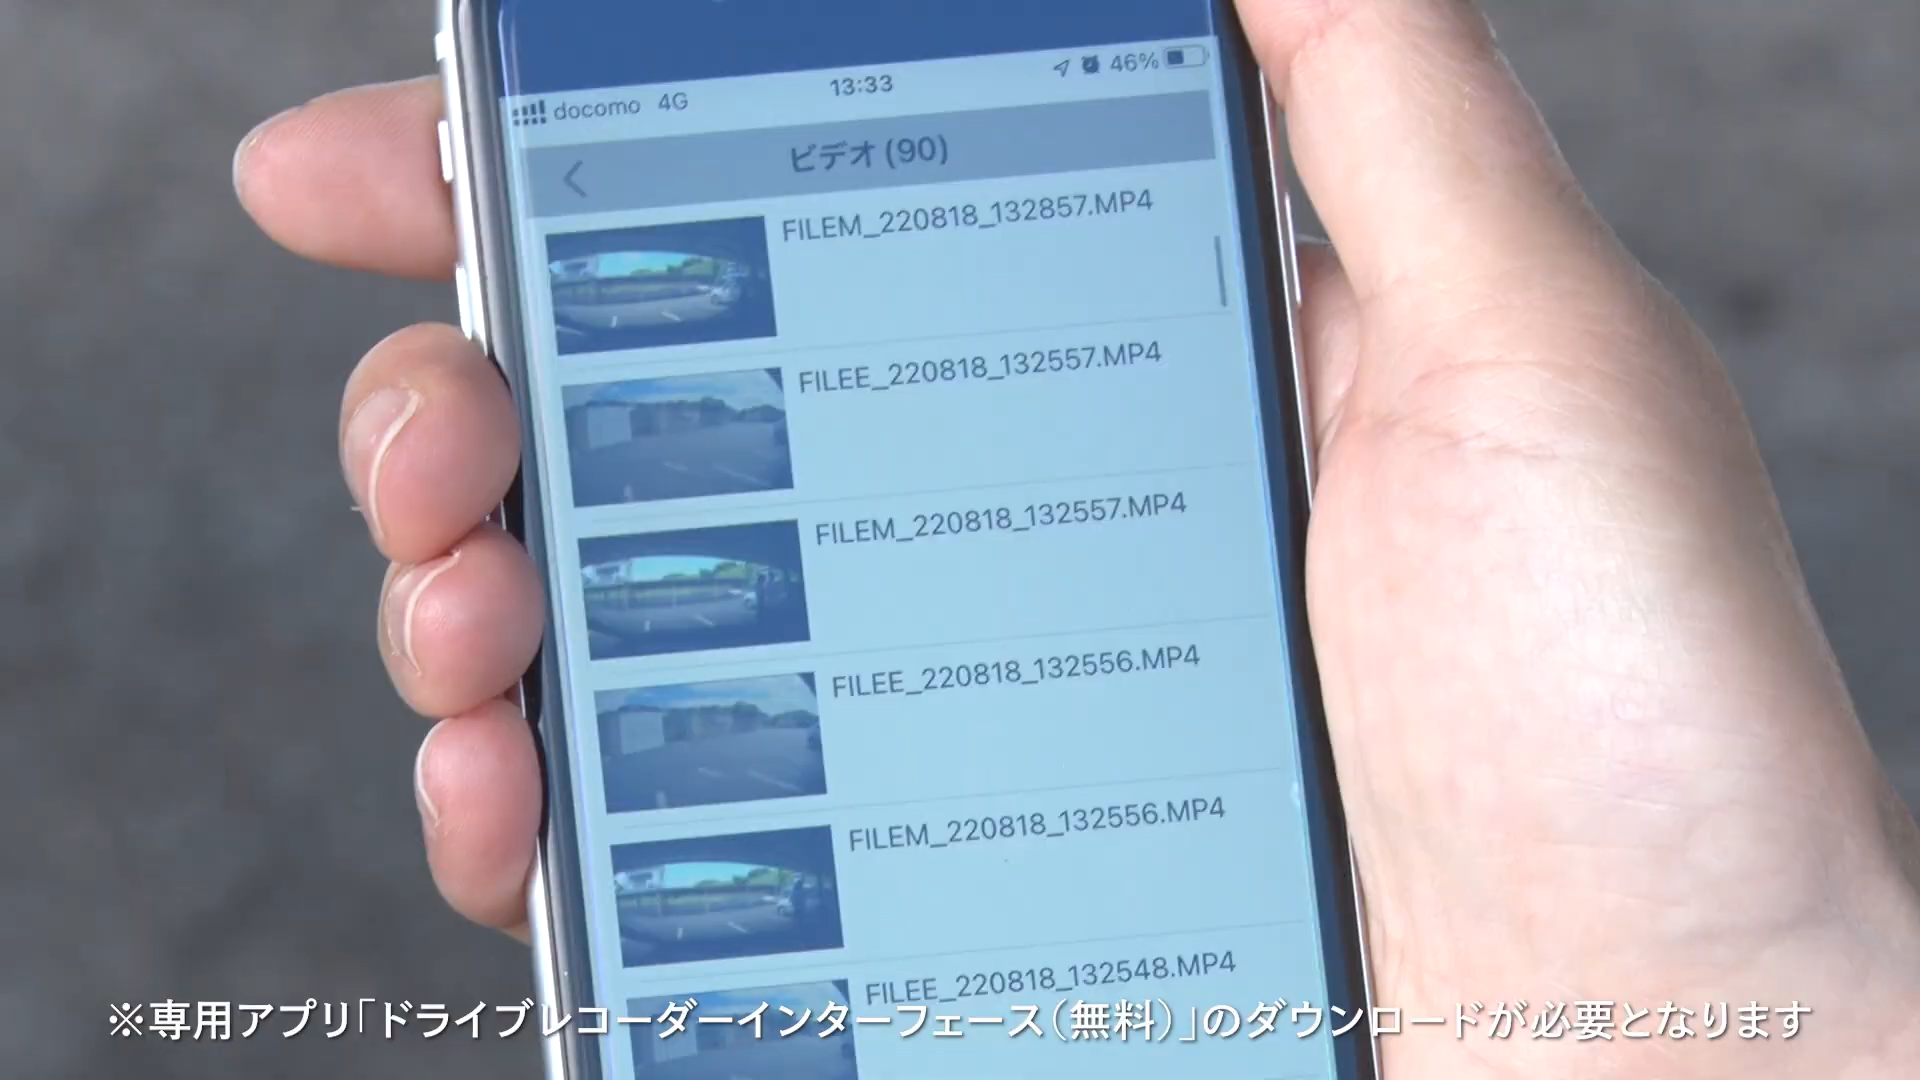 docomo 4G 13:33 46%
ビデオ (90)
FILEM_220818_132857.MP4
FILEE_220818_132557.MP4
FILEM_220818_132557.MP4
FILEE_220818_132556.MP4
FILEM_220818_132556.MP4
FILEE_220818_132548.MP4
※専用アプリ「ドライブレコーダーインターフェース(無料)」のダウンロードが必要となります